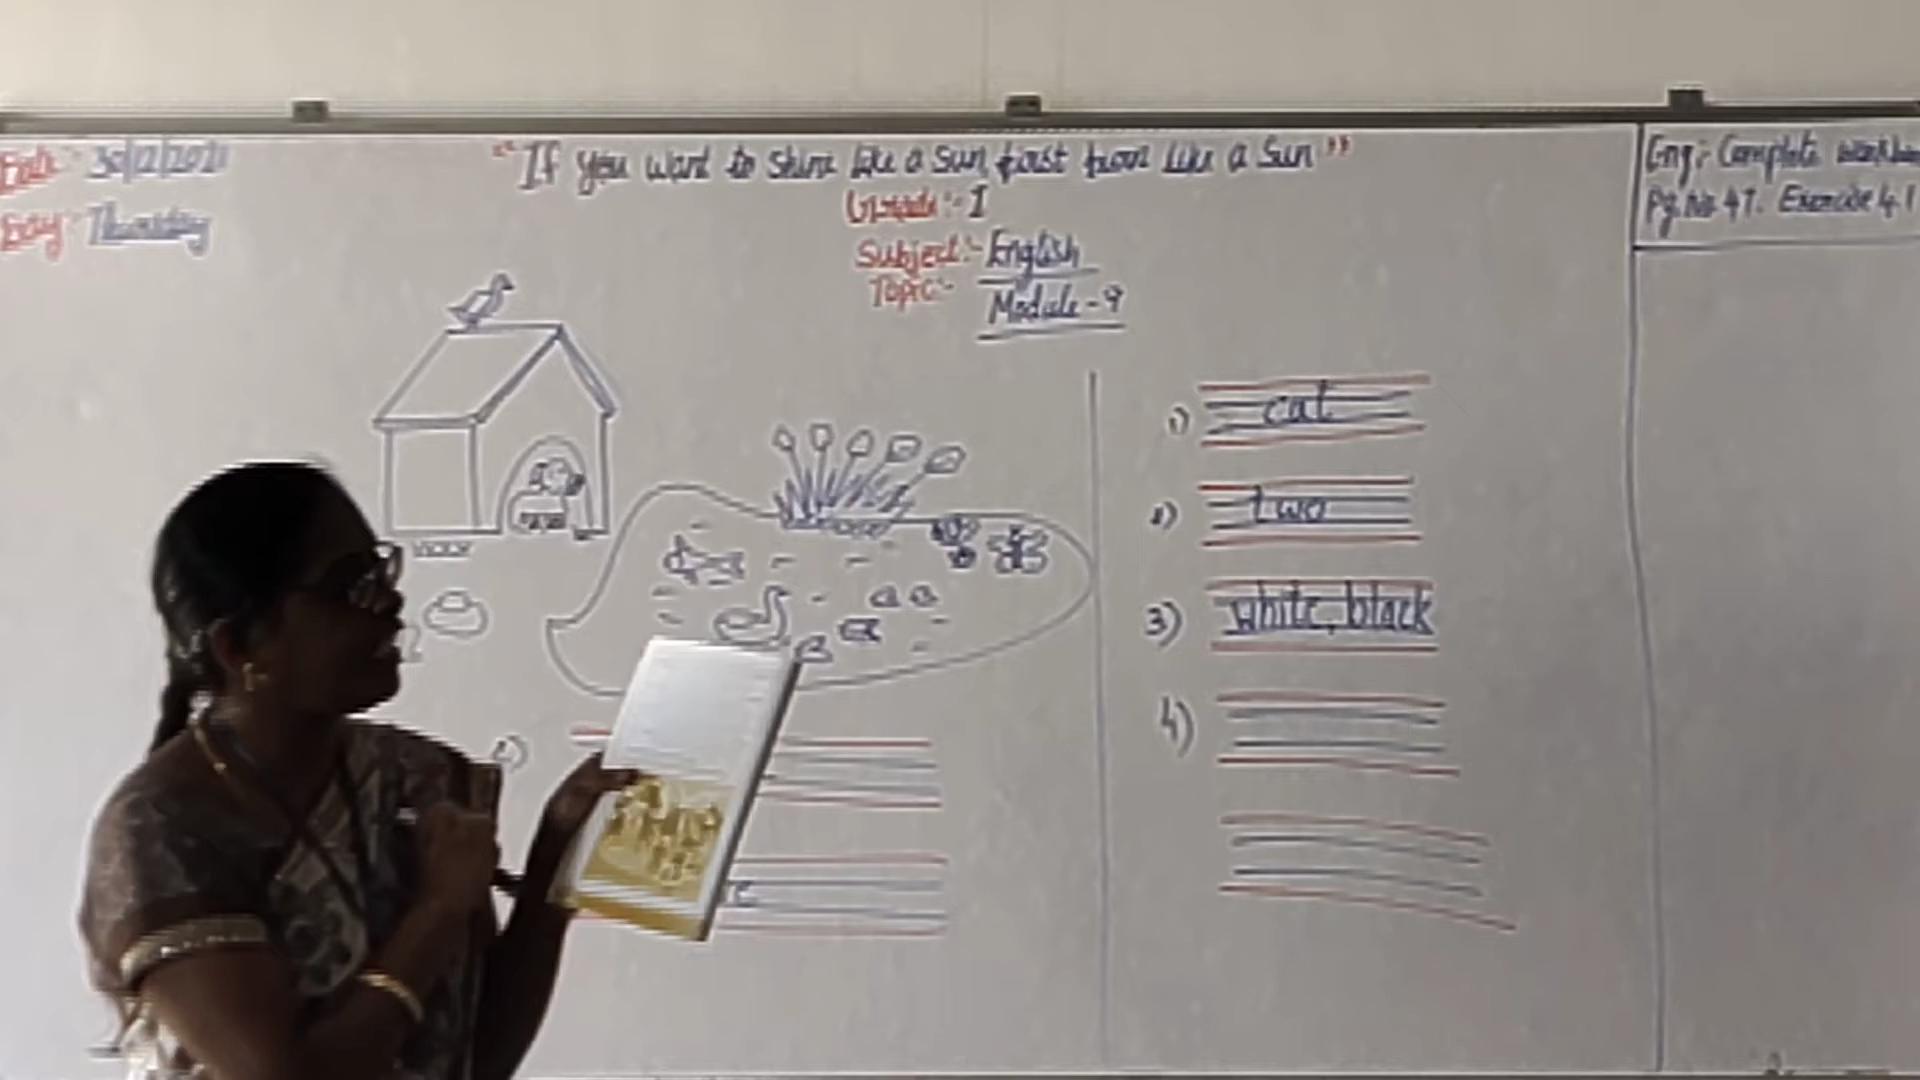 Date:- 30/12/2021
Day:- Thursday
"If you want to shine like a sun, first burn like a sun"
Grade:- I
Subject:- English
Topic:-
Module-9
Eng:- Complete workbook
Pg.no 47. Exercise 4.1
1) cat
2) two
3) white, black
4)